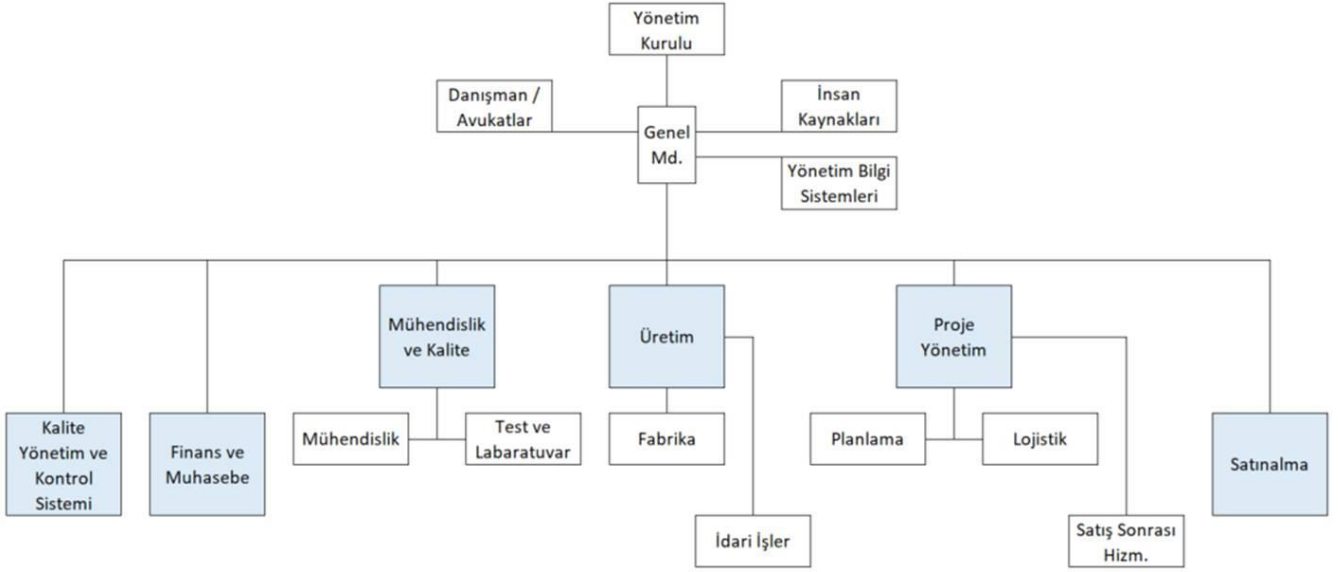 Yönetim
Kurulu
Danışman /
Avukatlar
İnsan
Kaynakları
Genel
Md.
Yönetim Bilgi
Sistemleri
Mühendislik
ve Kalite
Üretim
Proje
Yönetim
Kalite
Yönetim ve
Kontrol
Sistemi
Finans ve
Muhasebe
Mühendislik
Test ve
Labaratuvar
Fabrika
Planlama
Lojistik
Satınalma
İdari İşler
Satış Sonrası
Hizm.